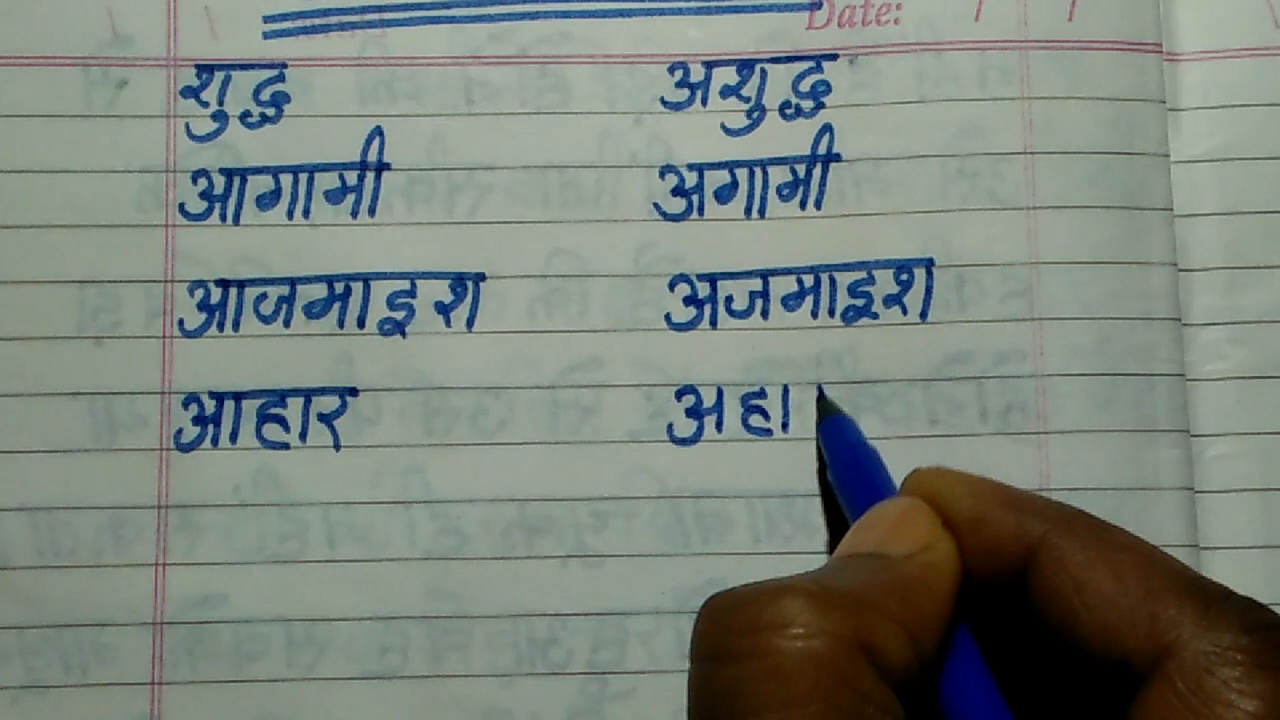 Date: / /
शुद्ध अशुद्ध
आगामी अगामी
आजमाइश अजमाइश
आहार अहा